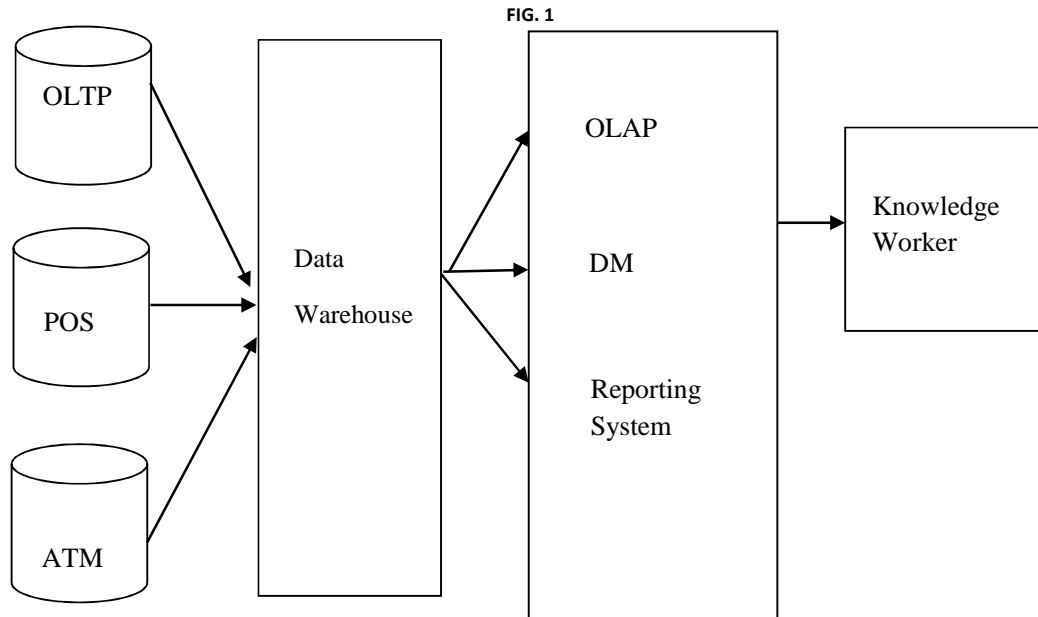 FIG. 1
OLTP
POS
ATM
Data
Warehouse
OLAP
DM
Reporting
System
Knowledge
Worker